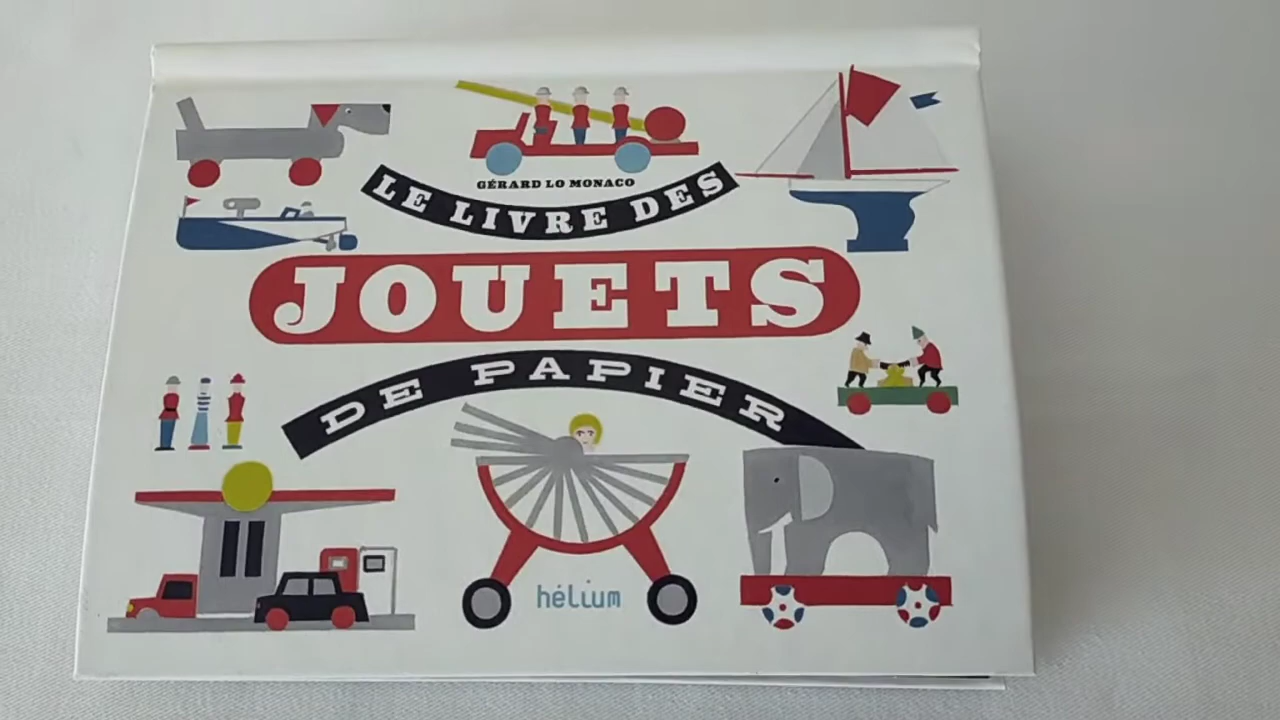 GÉRARD LO MONACO
LE LIVRE DES
JOUETS
DE PAPIER
hélium